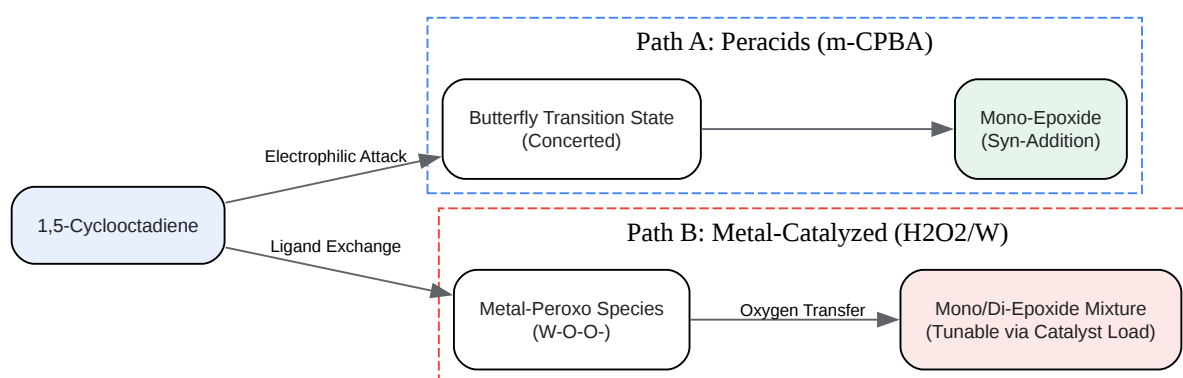 Path A: Peracids (m-CPBA)
Butterfly Transition State
(Concerted)
Mono-Epoxide
(Syn-Addition)
Electrophilic Attack
1,5-Cyclooctadiene
Ligand Exchange
Path B: Metal-Catalyzed (H2O2/W)
Metal-Peroxo Species
(W-O-O-)
Oxygen Transfer
Mono/Di-Epoxide Mixture
(Tunable via Catalyst Load)